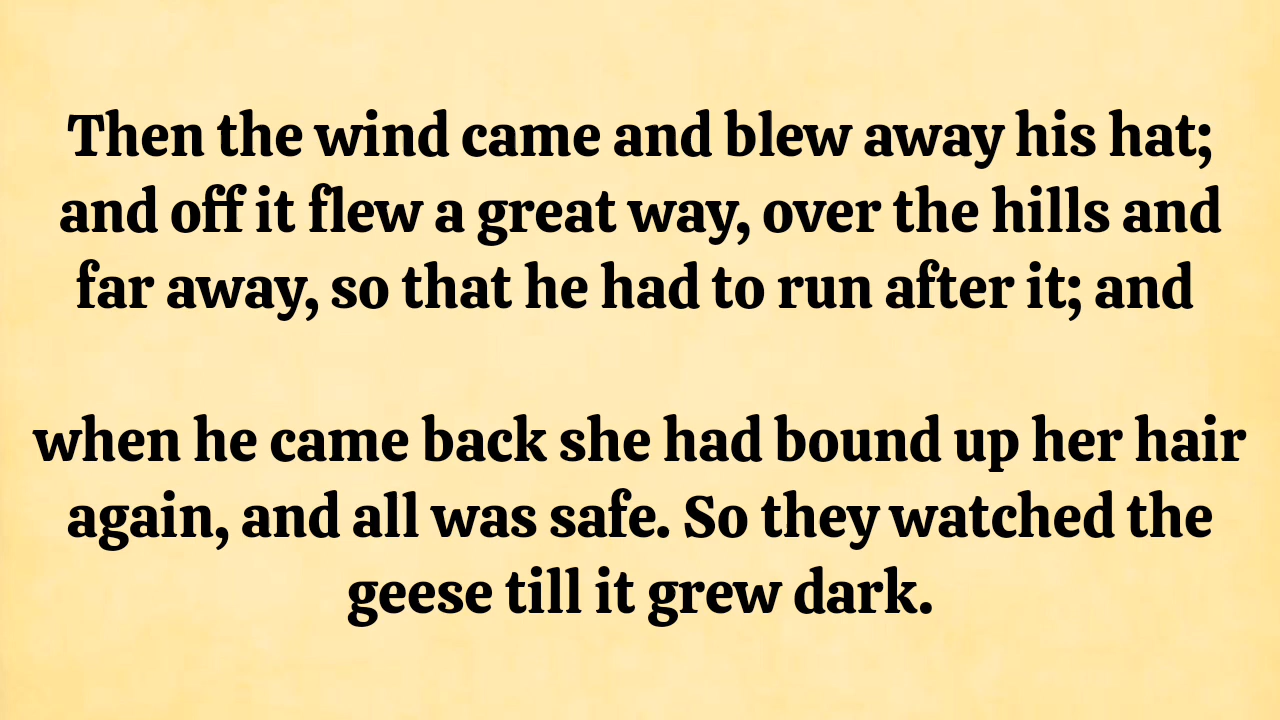 Then the wind came and blew away his hat;
and off it flew a great way, over the hills and
far away, so that he had to run after it; and
when he came back she had bound up her hair
again, and all was safe. So they watched the
geese till it grew dark.